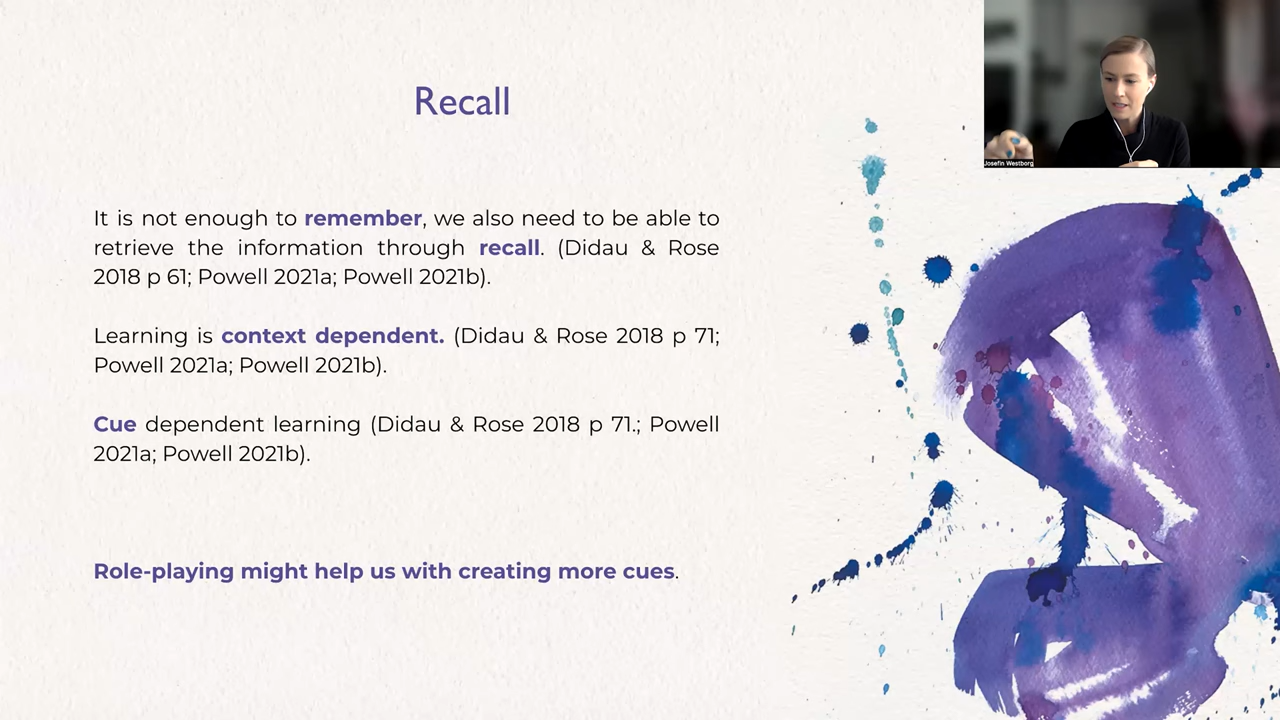 Recall
Josefin Westborg
It is not enough to remember, we also need to be able to
retrieve the information through recall. (Didau & Rose
2018 p 61; Powell 2021a; Powell 2021b).
Learning is context dependent. (Didau & Rose 2018 p 71;
Powell 2021a; Powell 2021b).
Cue dependent learning (Didau & Rose 2018 p 71.; Powell
2021a; Powell 2021b).
Role-playing might help us with creating more cues.